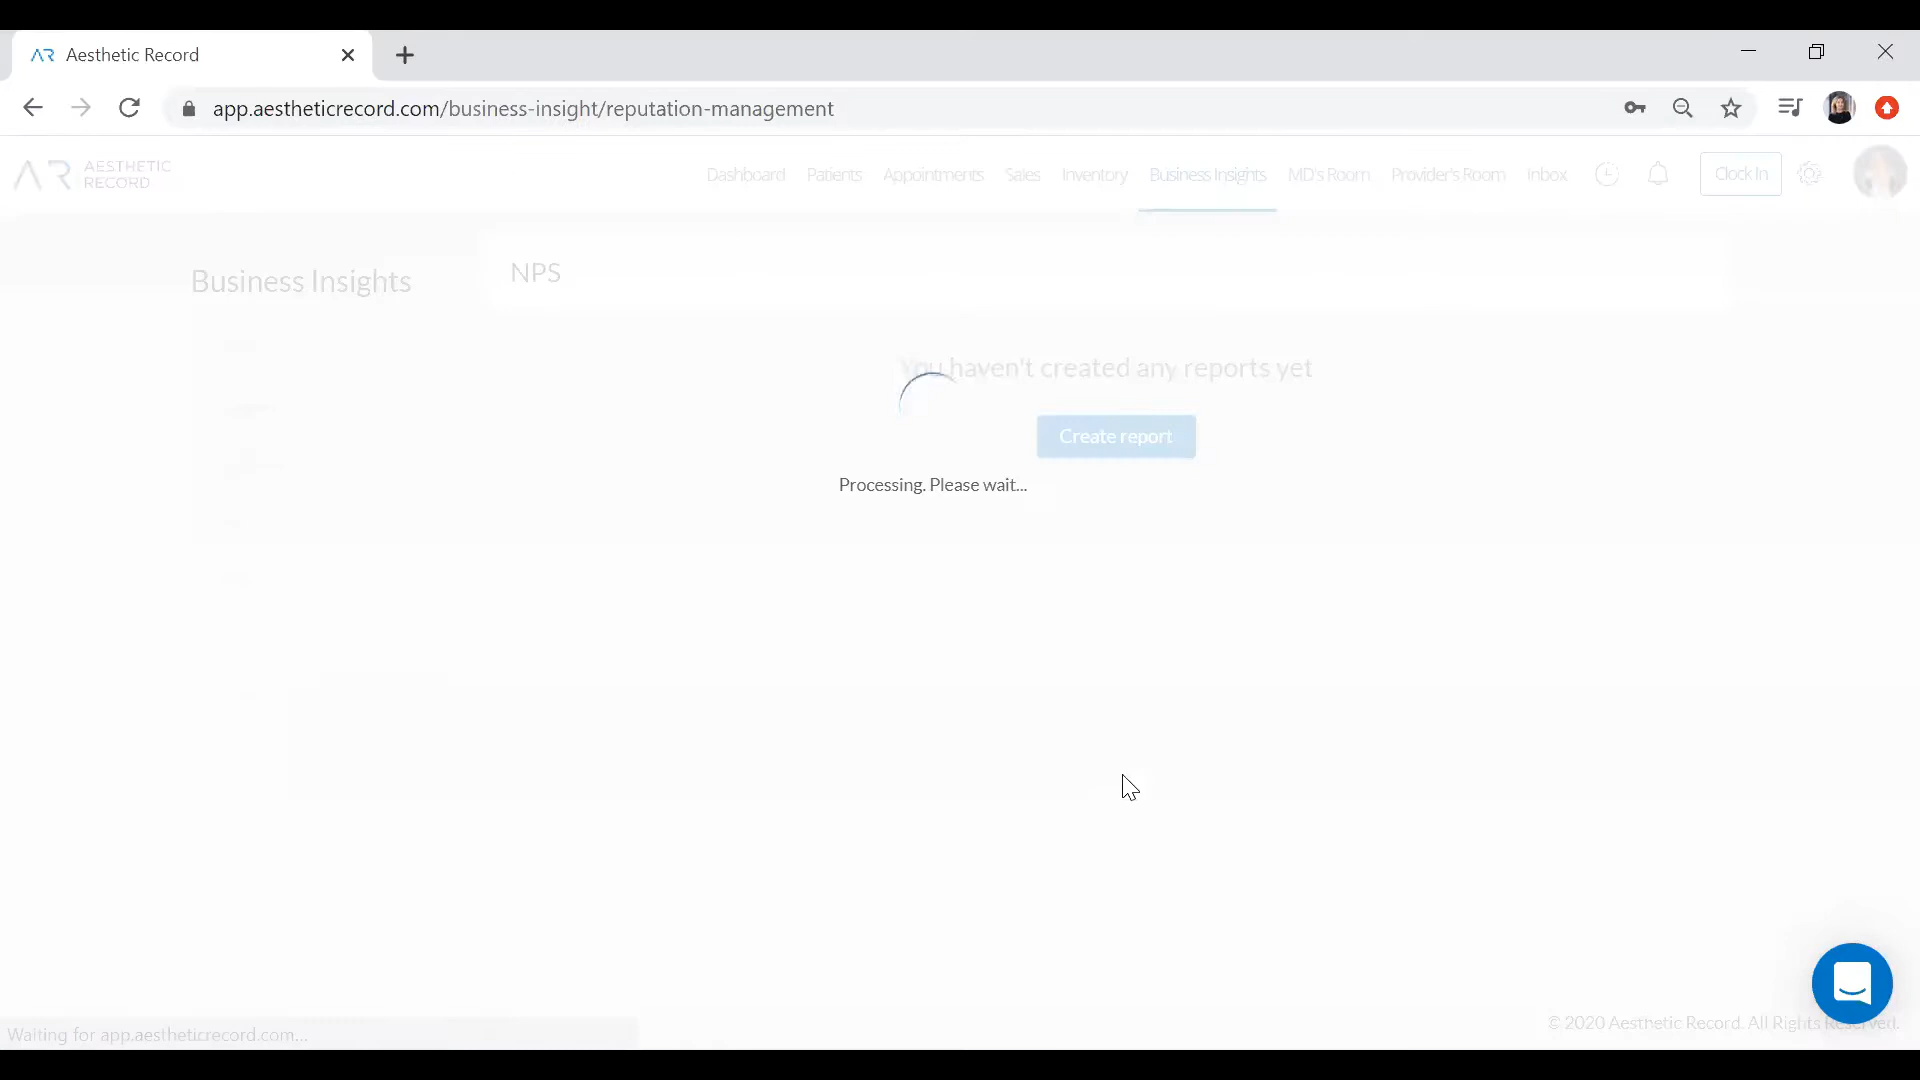 Aesthetic Record
app.aestheticrecord.com/business-insight/reputation-management
AESTHETIC
RECORD
Dashboard Patients Appointments Sales Inventory Business Insights MD's Room Provider's Room Inbox Clock In
Business Insights
NPS
You haven't created any reports yet
Create report
Processing. Please wait...
© 2020 Aesthetic Record. All Rights Reserved.
Waiting for app.aestheticrecord.com...